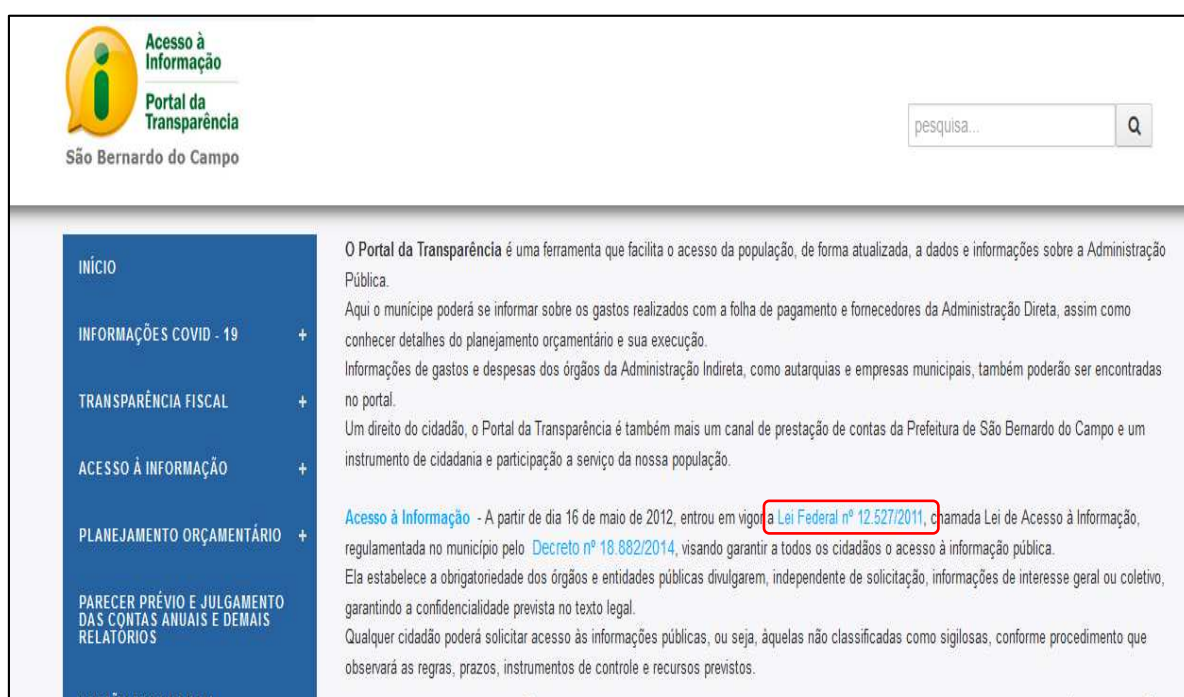 Acesso à
Informação
Portal da
Transparência
São Bernardo do Campo
pesquisa...
INÍCIO
INFORMAÇÕES COVID - 19 +
TRANSPARÊNCIA FISCAL +
ACESSO À INFORMAÇÃO +
PLANEJAMENTO ORÇAMENTÁRIO +
PARECER PRÉVIO E JULGAMENTO
DAS CONTAS ANUAIS E DEMAIS
RELATÓRIOS
O Portal da Transparência é uma ferramenta que facilita o acesso da população, de forma atualizada, a dados e informações sobre a Administração
Pública.
Aqui o munícipe poderá se informar sobre os gastos realizados com a folha de pagamento e fornecedores da Administração Direta, assim como
conhecer detalhes do planejamento orçamentário e sua execução.
Informações de gastos e despesas dos órgãos da Administração Indireta, como autarquias e empresas municipais, também poderão ser encontradas
no portal.
Um direito do cidadão, o Portal da Transparência é também mais um canal de prestação de contas da Prefeitura de São Bernardo do Campo e um
instrumento de cidadania e participação a serviço da nossa população.
Acesso à Informação - A partir de dia 16 de maio de 2012, entrou em vigor a Lei Federal nº 12.527/2011, chamada Lei de Acesso à Informação,
regulamentada no município pelo Decreto nº 18.882/2014, visando garantir a todos os cidadãos o acesso à informação pública.
Ela estabelece a obrigatoriedade dos órgãos e entidades públicas divulgarem, independente de solicitação, informações de interesse geral ou coletivo,
garantindo a confidencialidade prevista no texto legal.
Qualquer cidadão poderá solicitar acesso às informações públicas, ou seja, àquelas não classificadas como sigilosas, conforme procedimento que
observará as regras, prazos, instrumentos de controle e recursos previstos.